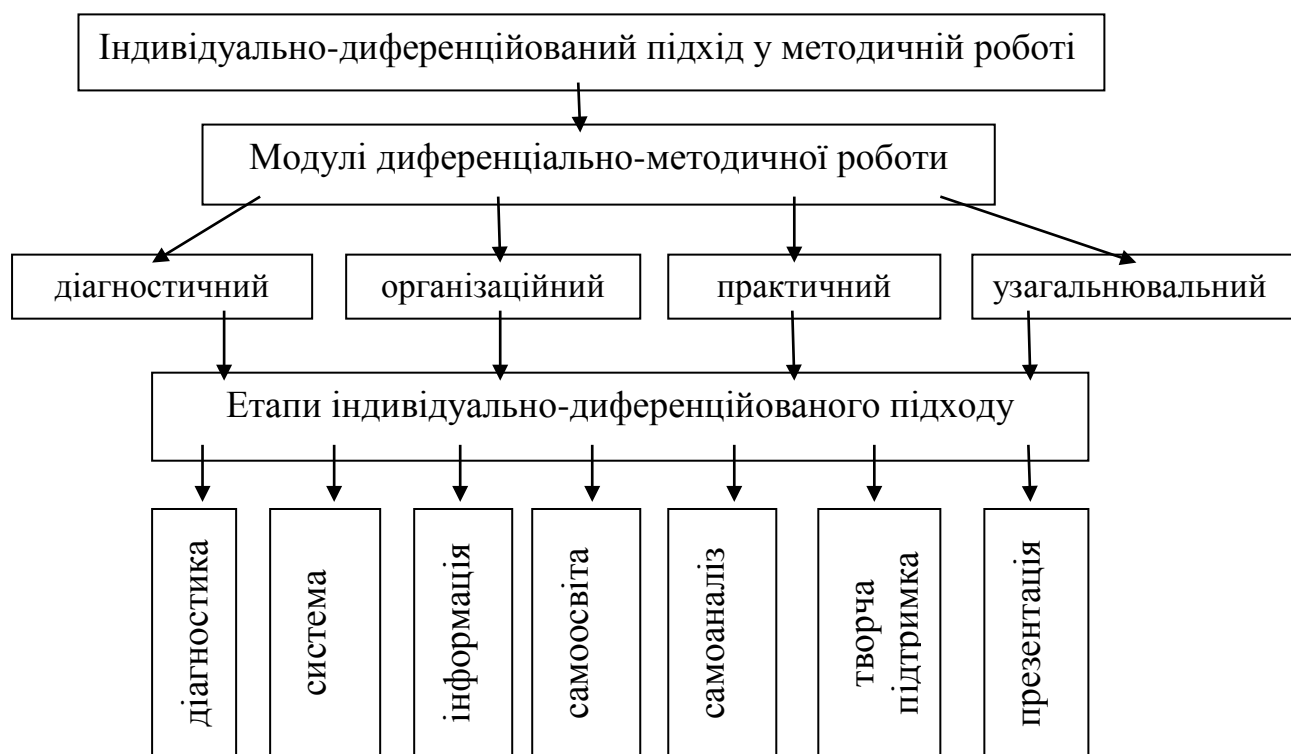 Індивідуально-диференційований підхід у методичній роботі
Модулі диференціально-методичної роботи
діагностичний
організаційний
практичний
узагальнювальний
Етапи індивідуально-диференційованого підходу
діагностика
система
інформація
самоосвіта
самоаналіз
творча
підтримка
презентація